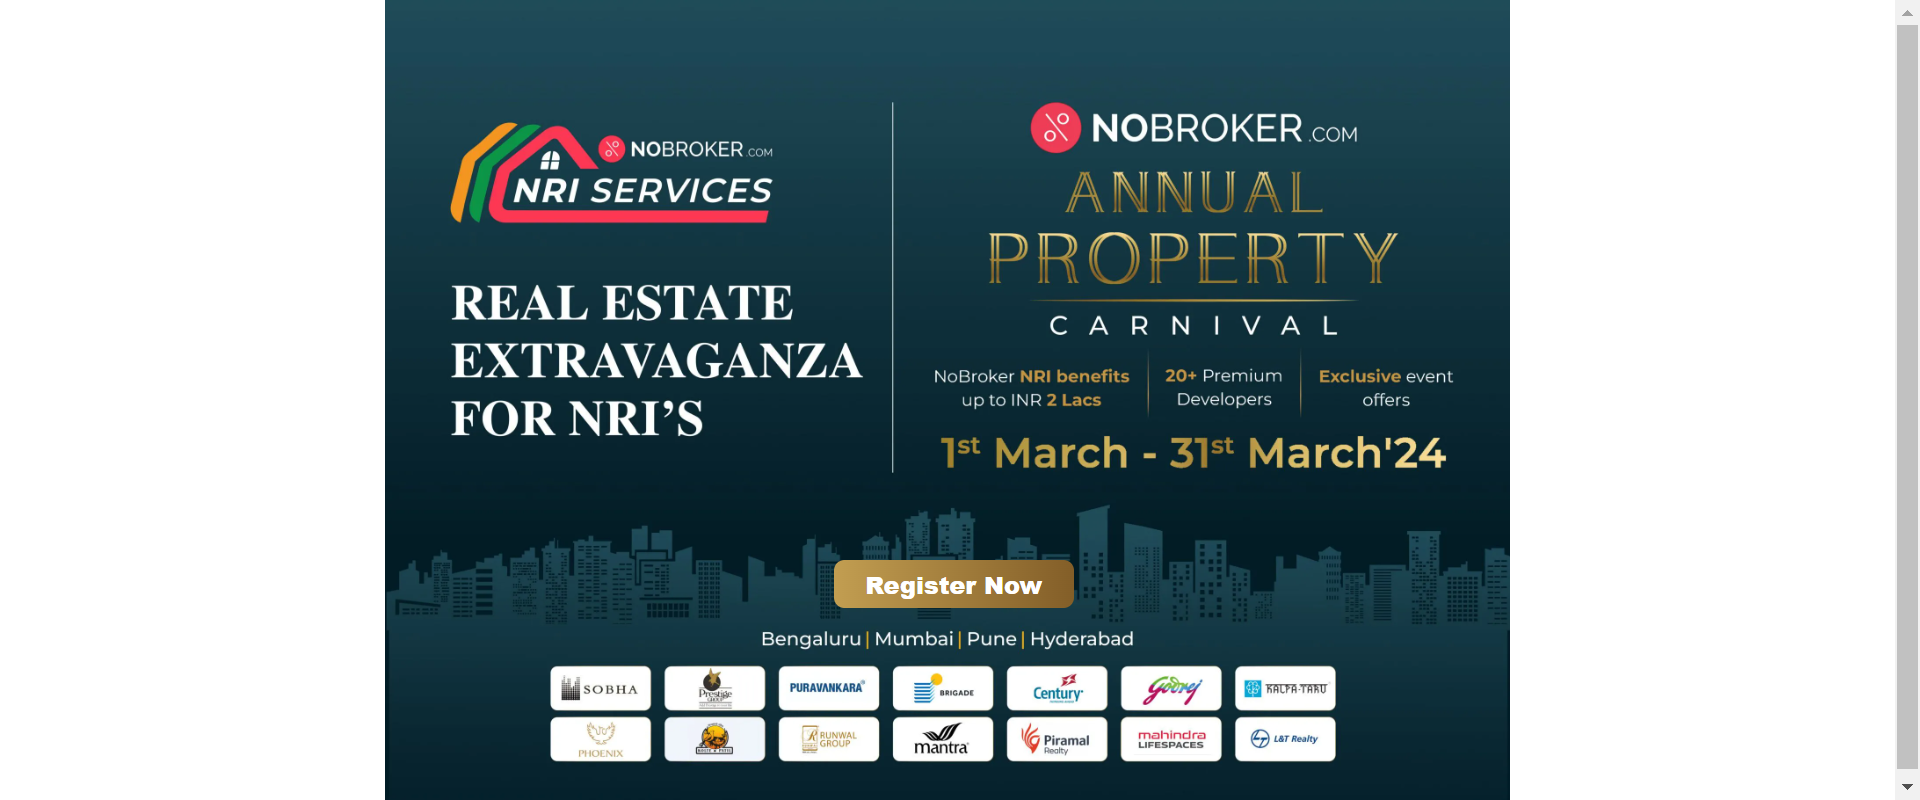 NOBROKER.COM
NRI SERVICES
REAL ESTATE
EXTRAVAGANZA
FOR NRI’S
NOBROKER.COM
ANNUAL
PROPERTY
CARNIVAL
NoBroker NRI benefits
up to INR 2 Lacs
20+ Premium
Developers
Exclusive event
offers
1st March - 31st March'24
Register Now
Bengaluru | Mumbai | Pune | Hyderabad
SOBHA
Prestige
PURAVANKARA
BRIGADE
Century
Godrej
KALPA-TARU
PHOENIX
RUNWAL
GROUP
mantra
Piramal
Realty
mahindra
LIFESPACES
L&T Realty